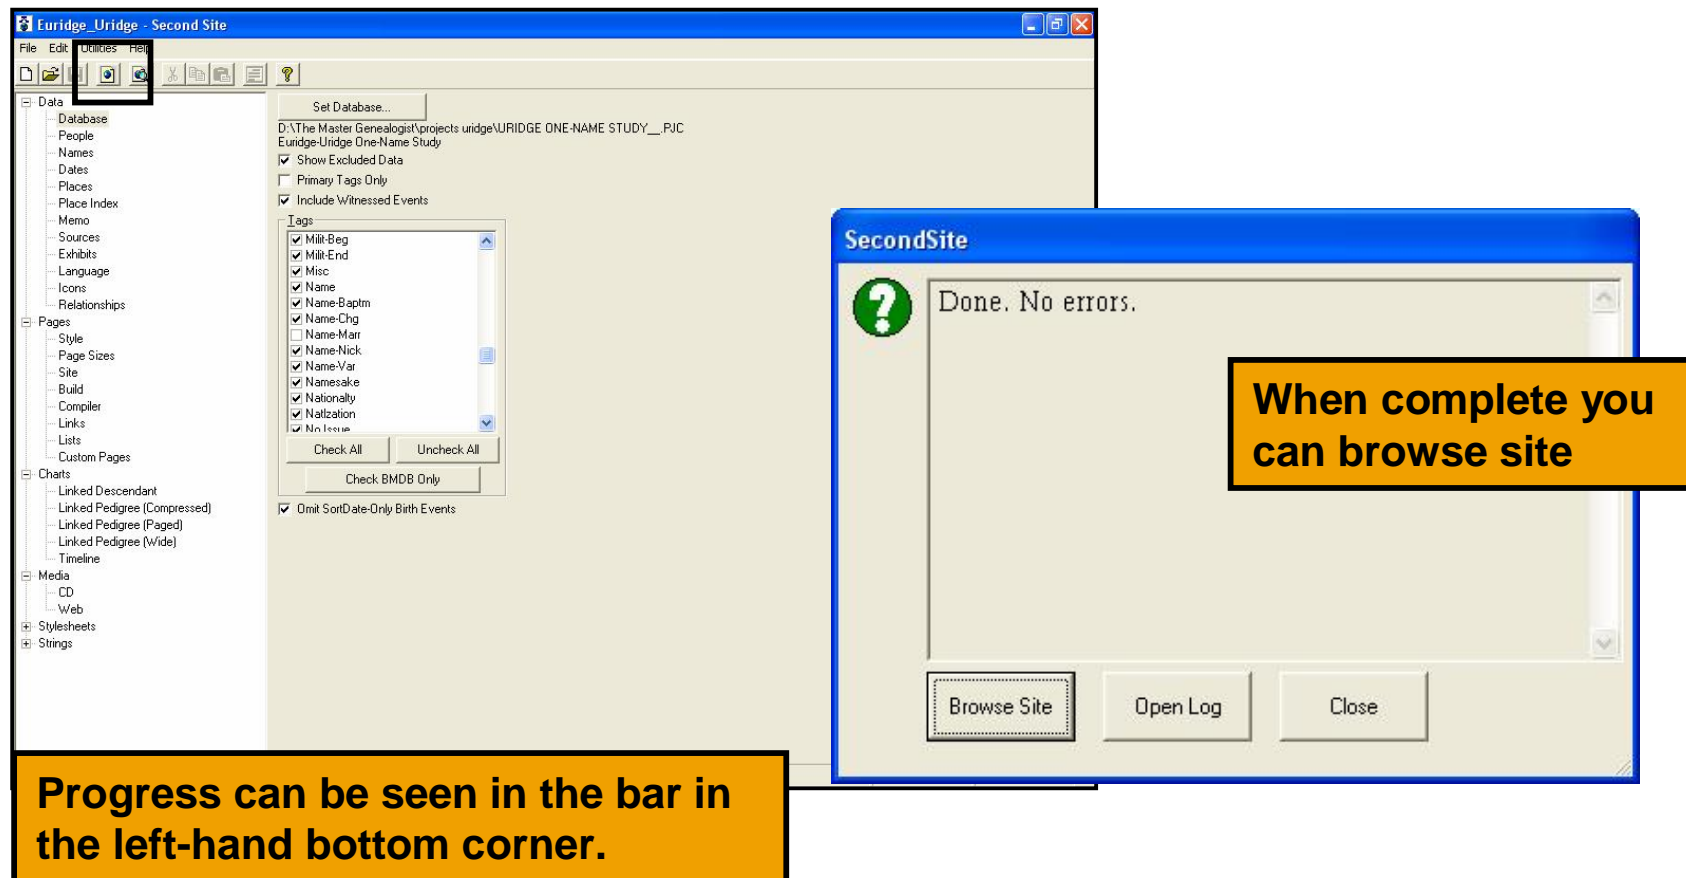 Euridge_Uridge - Second Site
File Edit Utilities Help
Data
Database
People
Names
Dates
Places
Place Index
Memo
Sources
Exhibits
Language
Icons
Relationships
Pages
Style
Page Sizes
Site
Build
Compiler
Links
Lists
Custom Pages
Charts
Linked Descendant
Linked Pedigree (Compressed)
Linked Pedigree (Paged)
Linked Pedigree (Wide)
Timeline
Media
CD
Web
Stylesheets
Strings
Set Database...
D:\The Master Genealogist\projects uridge\URIDGE ONE-NAME STUDY__.PJC
Euridge-Uridge One-Name Study
Show Excluded Data
Primary Tags Only
Include Witnessed Events
Tags
Milit-Beg
Milit-End
Misc
Name
Name-Baptm
Name-Chg
Name-Marr
Name-Nick
Name-Var
Namesake
Nationalty
Natlzation
No Issue
Check All Uncheck All
Check BMDB Only
Omit SortDate-Only Birth Events
SecondSite
Done. No errors.
Browse Site Open Log Close
When complete you
can browse site
Progress can be seen in the bar in
the left-hand bottom corner.